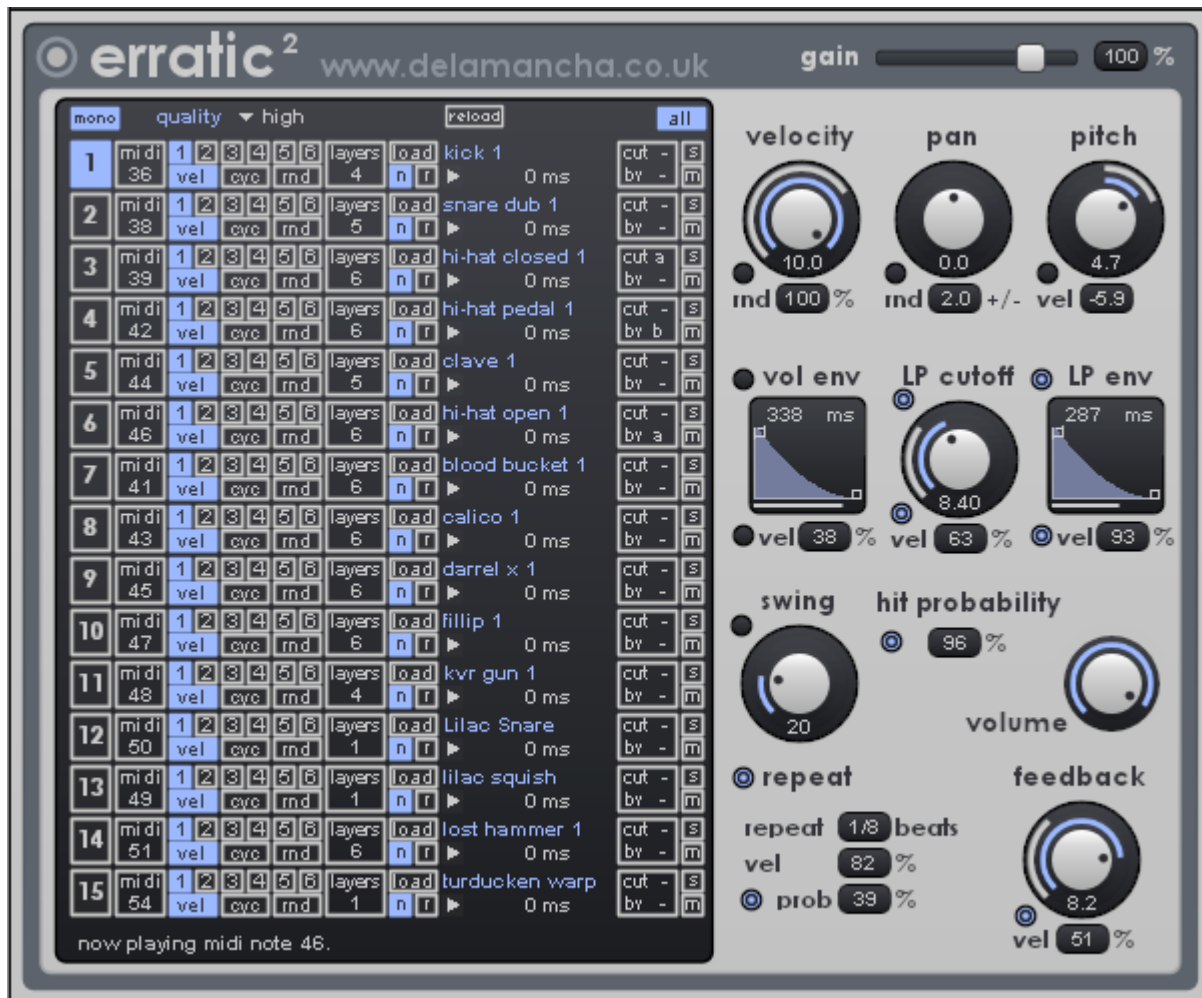 erratic²
www.delamancha.co.uk
gain 100 %
mono quality high reload all
1 midi 1 2 3 4 5 6 layers load kick 1 cut - s
36 vel cyc rnd 4 n r 0 ms by - m
2 midi 1 2 3 4 5 6 layers load snare dub 1 cut - s
38 vel cyc rnd 5 n r 0 ms by - m
3 midi 1 2 3 4 5 6 layers load hi-hat closed 1 cut a s
39 vel cyc rnd 6 n r 0 ms by - m
4 midi 1 2 3 4 5 6 layers load hi-hat pedal 1 cut - s
42 vel cyc rnd 6 n r 0 ms by b m
5 midi 1 2 3 4 5 6 layers load clave 1 cut - s
44 vel cyc rnd 5 n r 0 ms by - m
6 midi 1 2 3 4 5 6 layers load hi-hat open 1 cut - s
46 vel cyc rnd 6 n r 0 ms by a m
7 midi 1 2 3 4 5 6 layers load blood bucket 1 cut - s
41 vel cyc rnd 6 n r 0 ms by - m
8 midi 1 2 3 4 5 6 layers load calico 1 cut - s
43 vel cyc rnd 6 n r 0 ms by - m
9 midi 1 2 3 4 5 6 layers load darrel x 1 cut - s
45 vel cyc rnd 6 n r 0 ms by - m
10 midi 1 2 3 4 5 6 layers load fillip 1 cut - s
47 vel cyc rnd 6 n r 0 ms by - m
11 midi 1 2 3 4 5 6 layers load kvr gun 1 cut - s
48 vel cyc rnd 4 n r 0 ms by - m
12 midi 1 2 3 4 5 6 layers load Lilac Snare cut - s
50 vel cyc rnd 1 n r 0 ms by - m
13 midi 1 2 3 4 5 6 layers load lilac squish cut - s
49 vel cyc rnd 1 n r 0 ms by - m
14 midi 1 2 3 4 5 6 layers load lost hammer 1 cut - s
51 vel cyc rnd 6 n r 0 ms by - m
15 midi 1 2 3 4 5 6 layers load turducken warp cut - s
54 vel cyc rnd 1 n r 0 ms by - m
now playing midi note 46.
velocity pan pitch
10.0 0.0 4.7
rnd 100 % rnd 2.0 +/- vel -5.9
vol env LP cutoff LP env
338 ms 287 ms
8.40
vel 38 % vel 63 % vel 93 %
swing hit probability
96 %
20
volume
repeat feedback
repeat 1/8 beats
vel 82 %
prob 39 %
8.2
vel 51 %